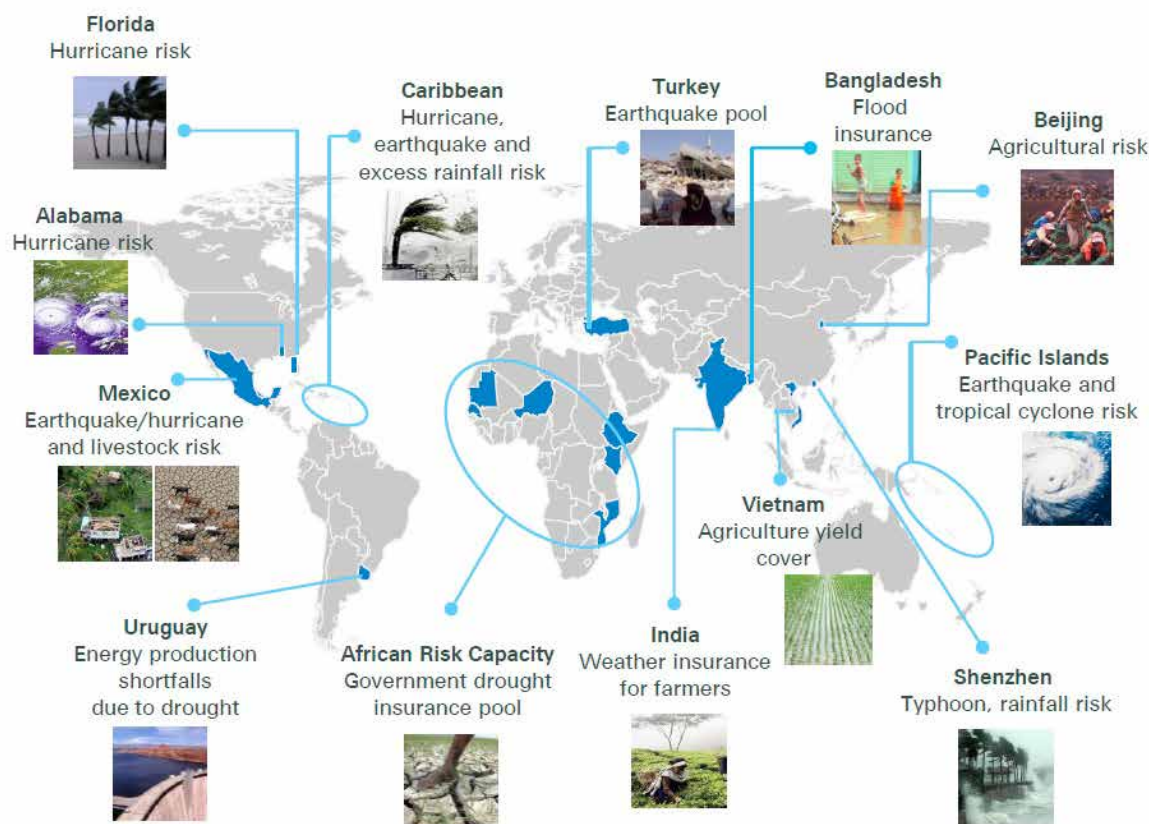 Florida
Hurricane risk
Caribbean
Hurricane,
earthquake and
excess rainfall risk
Turkey
Earthquake pool
Bangladesh
Flood
insurance
Beijing
Agricultural risk
Alabama
Hurricane risk
Mexico
Earthquake/hurricane
and livestock risk
Pacific Islands
Earthquake and
tropical cyclone risk
Vietnam
Agriculture yield
cover
Uruguay
Energy production
shortfalls
due to drought
African Risk Capacity
Government drought
insurance pool
India
Weather insurance
for farmers
Shenzhen
Typhoon, rainfall risk